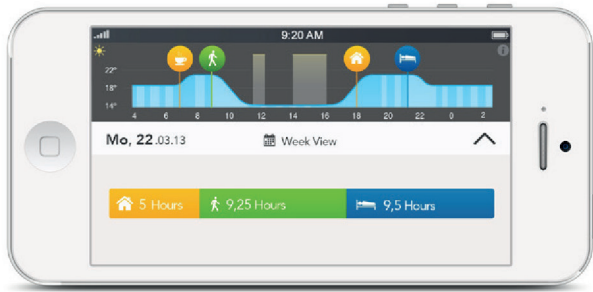 9:20 AM
22°
18°
14°
4 6 8 10 12 14 16 18 20 22 0 2
Mo, 22.03.13
Week View
5 Hours
9,25 Hours
9,5 Hours